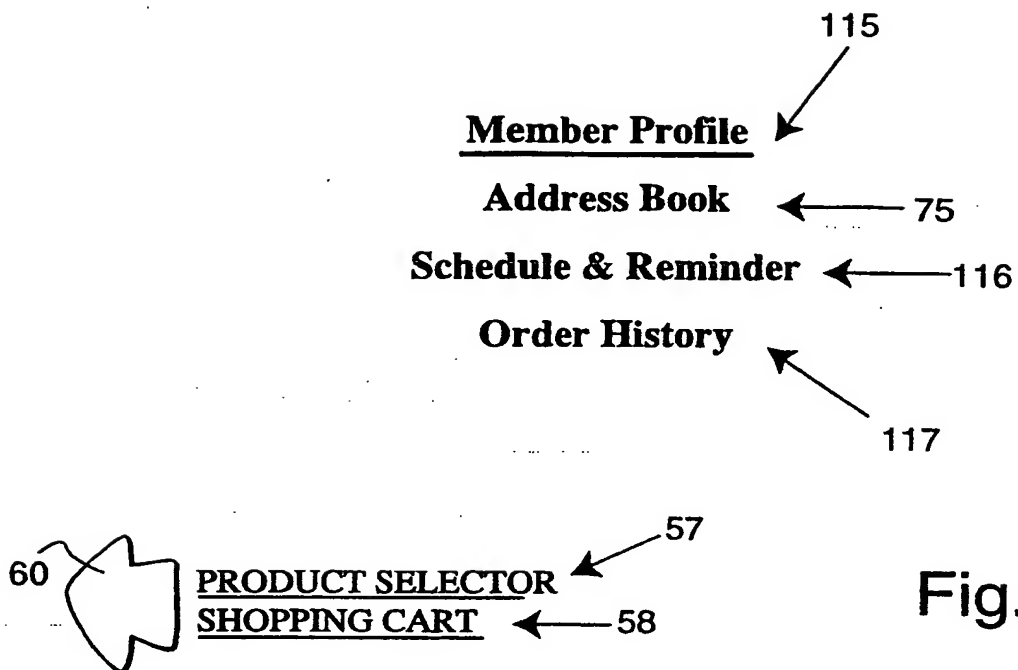 115
Member Profile
Address Book 75
Schedule & Reminder 116
Order History
117
57
60 PRODUCT SELECTOR
SHOPPING CART 58
Fig.